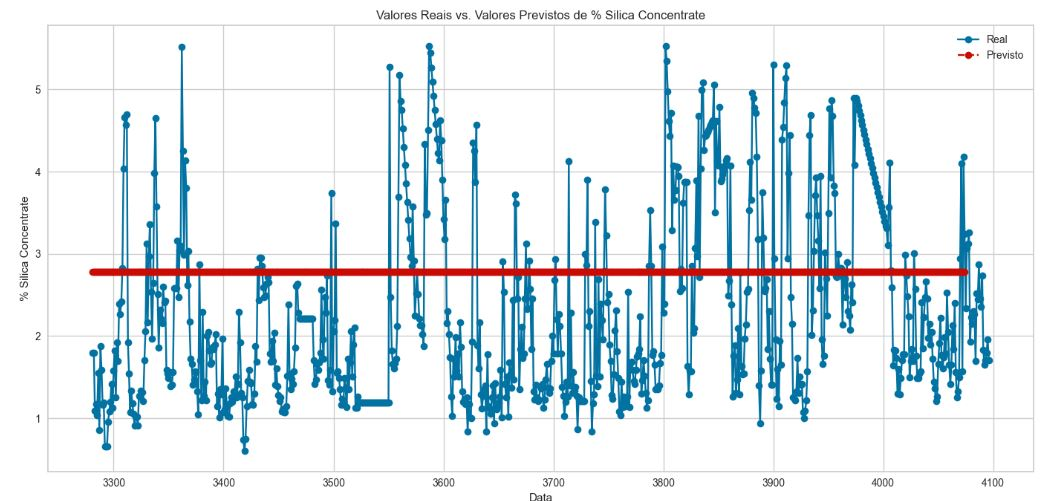 Valores Reais vs. Valores Previstos de % Silica Concentrate
Real
Previsto
5
4
3
2
1
% Silica Concentrate
3300 3400 3500 3600 3700 3800 3900 4000 4100
Data